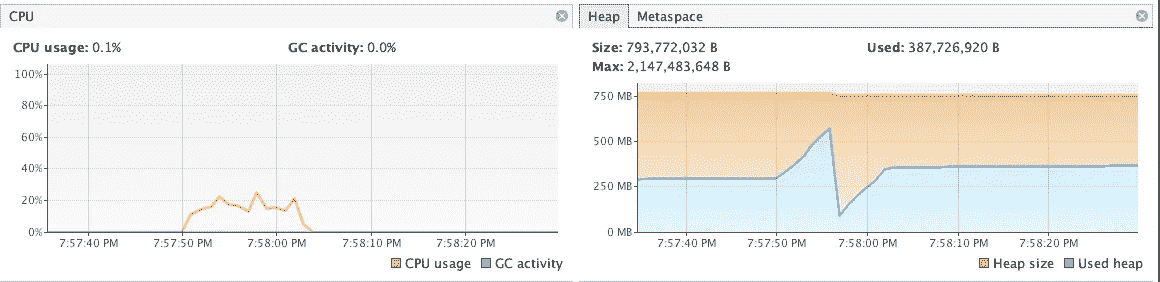 CPU
CPU usage: 0.1% GC activity: 0.0%
100%
80%
60%
40%
20%
0%
7:57:40 PM 7:57:50 PM 7:58:00 PM 7:58:10 PM 7:58:20 PM
CPU usage GC activity
Heap Metaspace
Size: 793,772,032 B Used: 387,726,920 B
Max: 2,147,483,648 B
750 MB
500 MB
250 MB
0 MB
7:57:40 PM 7:57:50 PM 7:58:00 PM 7:58:10 PM 7:58:20 PM
Heap size Used heap